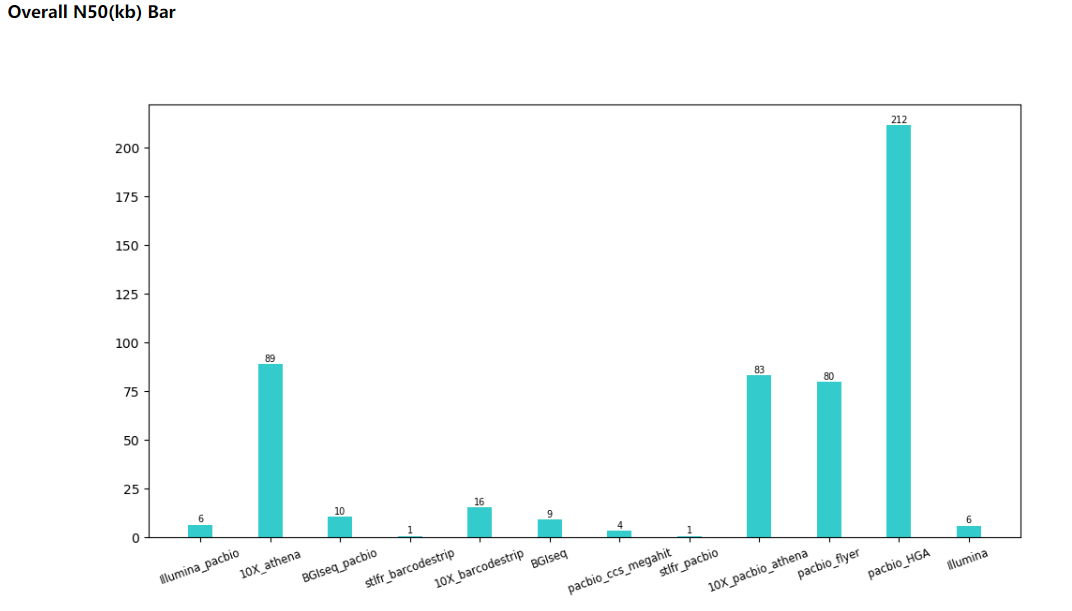 Overall N50(kb) Bar
200
175
150
125
100
75
50
25
0
6
89
10
1
16
9
4
1
83
80
212
6
Illumina_pacbio
10X_athena
BGIseq_pacbio
stlfr_barcodestrip
10X_barcodestrip
BGIseq
pacbio_ccs_megahit
stlfr_pacbio
10X_pacbio_athena
pacbio_flyer
pacbio_HGA
Illumina